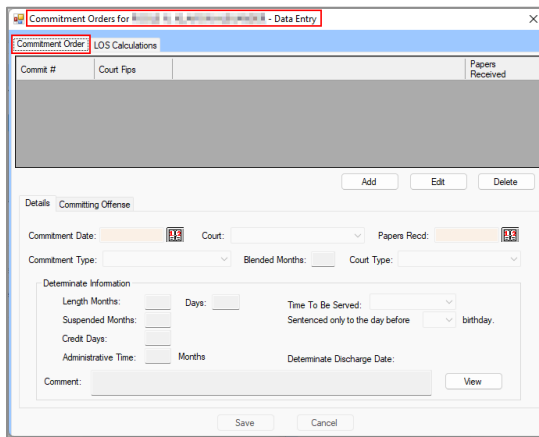 Commitment Orders for - Data Entry
Commitment Order LOS Calculations
Commit # Court Fips Papers Received
Add Edit Delete
Details Committing Offense
Commitment Date: Court: Papers Recd:
Commitment Type: Blended Months: Court Type:
Determinate Information
Length Months: Days: Time To Be Served:
Suspended Months: Sentenced only to the day before birthday.
Credit Days:
Administrative Time: Months Determinate Discharge Date:
Comment: View
Save Cancel